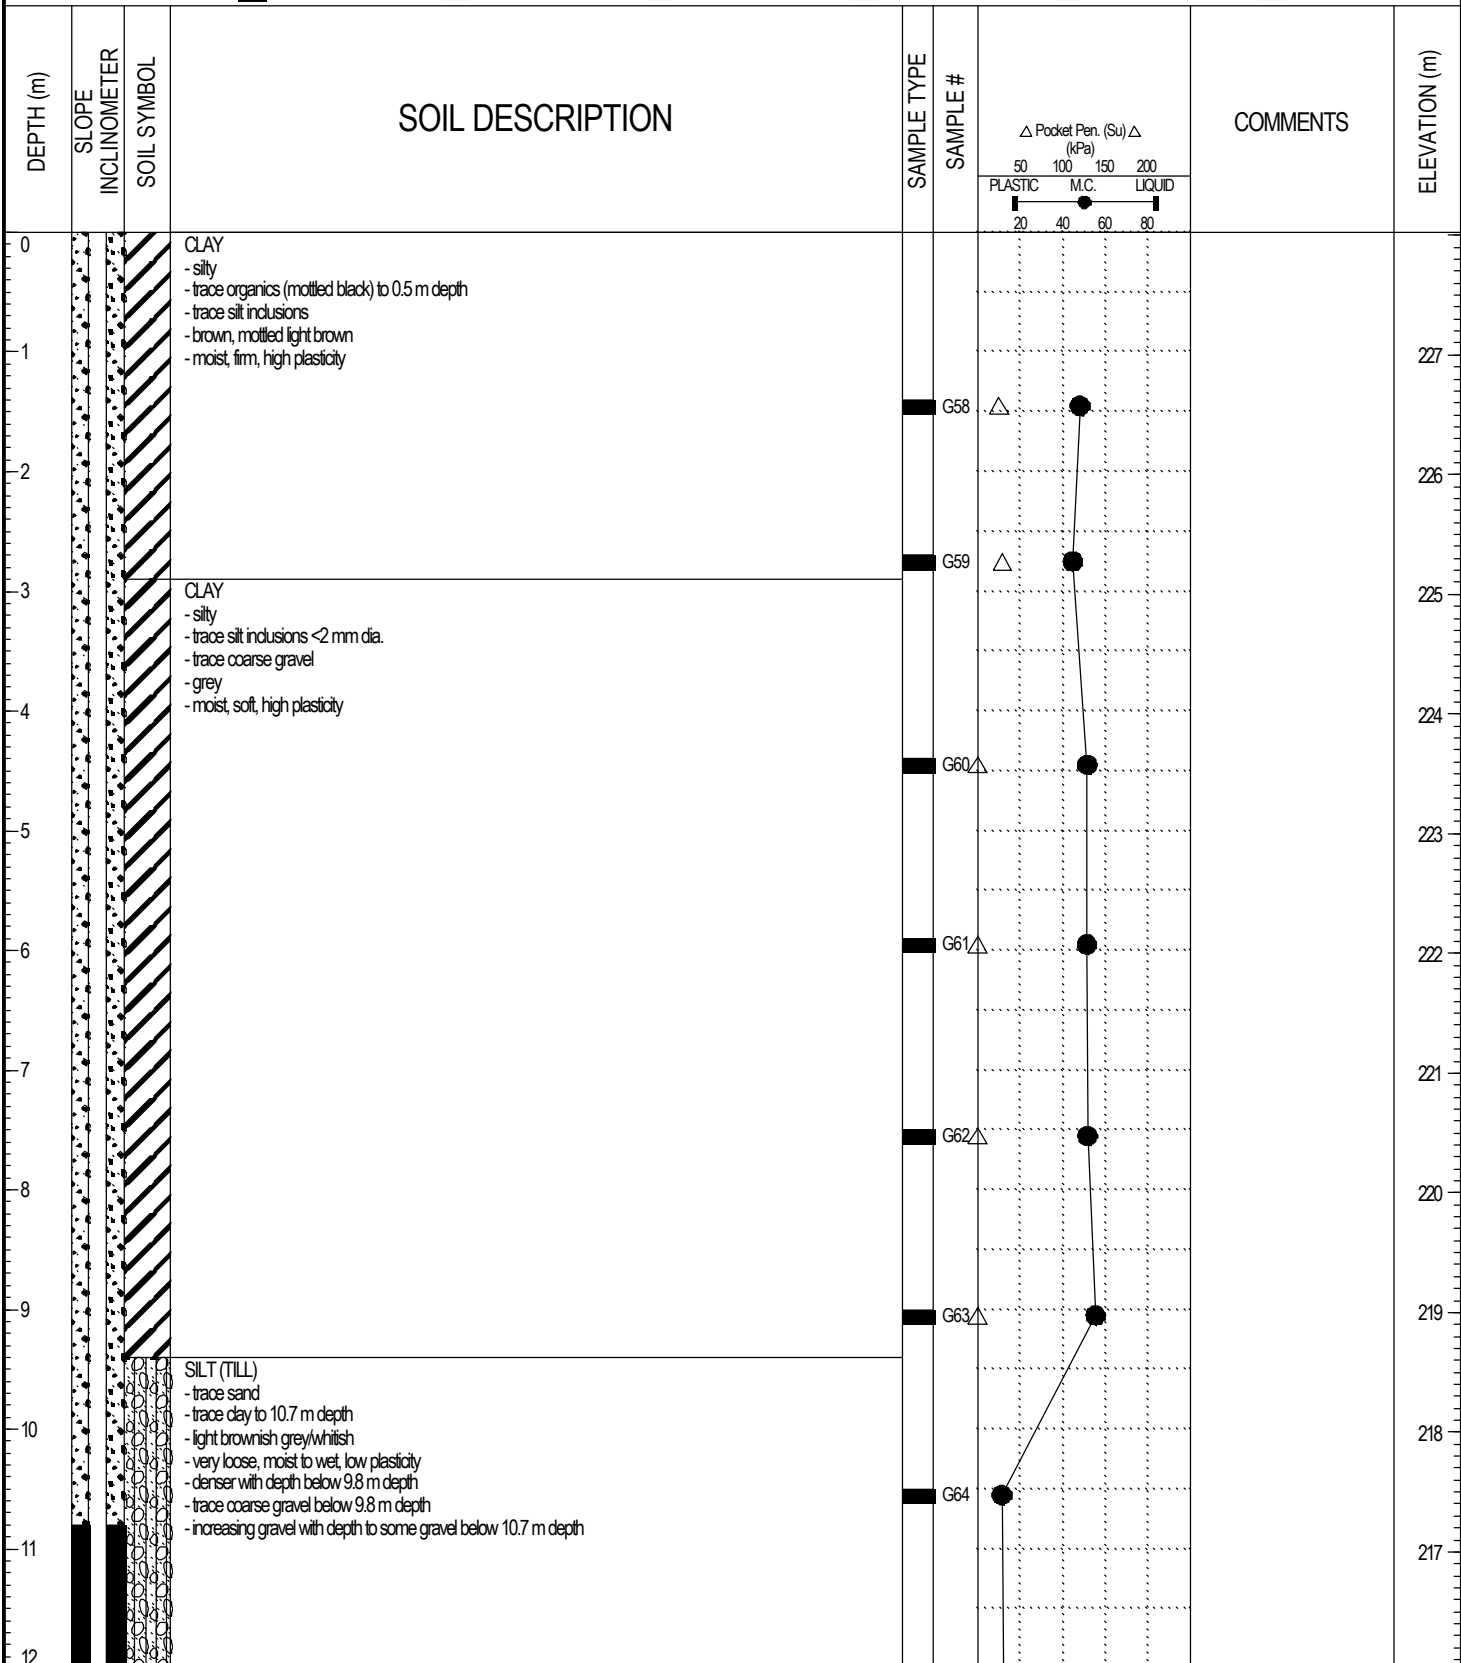 DEPTH (m)
SLOPE
INCLINOMETER
SOIL SYMBOL
SOIL DESCRIPTION
SAMPLE TYPE
SAMPLE #
△ Pocket Pen. (Su) △
(kPa)
50 100 150 200
PLASTIC M.C. LIQUID
20 40 60 80
COMMENTS
ELEVATION (m)
0
CLAY
- silty
- trace organics (mottled black) to 0.5 m depth
- trace silt inclusions
- brown, mottled light brown
- moist, firm, high plasticity
1
227
G58
2
226
G59
3
CLAY
225
- silty
- trace silt inclusions <2 mm dia.
- trace coarse gravel
- grey
- moist, soft, high plasticity
4
224
G60
5
223
G61
6
222
7
221
G62
8
220
9
219
G63
SILT (TILL)
- trace sand
- trace clay to 10.7 m depth
10
218
- light brownish grey/whitish
- very loose, moist to wet, low plasticity
- denser with depth below 9.8 m depth
- trace coarse gravel below 9.8 m depth
G64
- increasing gravel with depth to some gravel below 10.7 m depth
11
217
12